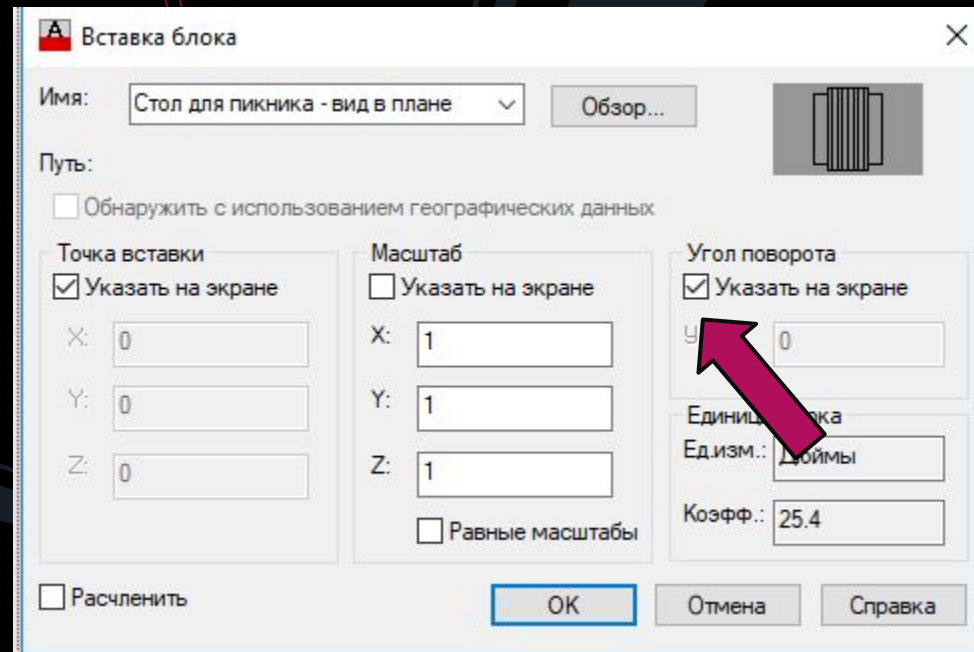 Вставка блока
Имя: Стол для пикника - вид в плане Обзор...
Путь:
Обнаружить с использованием географических данных
Точка вставки
Указать на экране
X: 0
Y: 0
Z: 0
Масштаб
Указать на экране
X: 1
Y: 1
Z: 1
Равные масштабы
Угол поворота
Указать на экране
0
Ед.изм.: Дюймы
Коэфф.: 25.4
Расчленить
ОК Отмена Справка